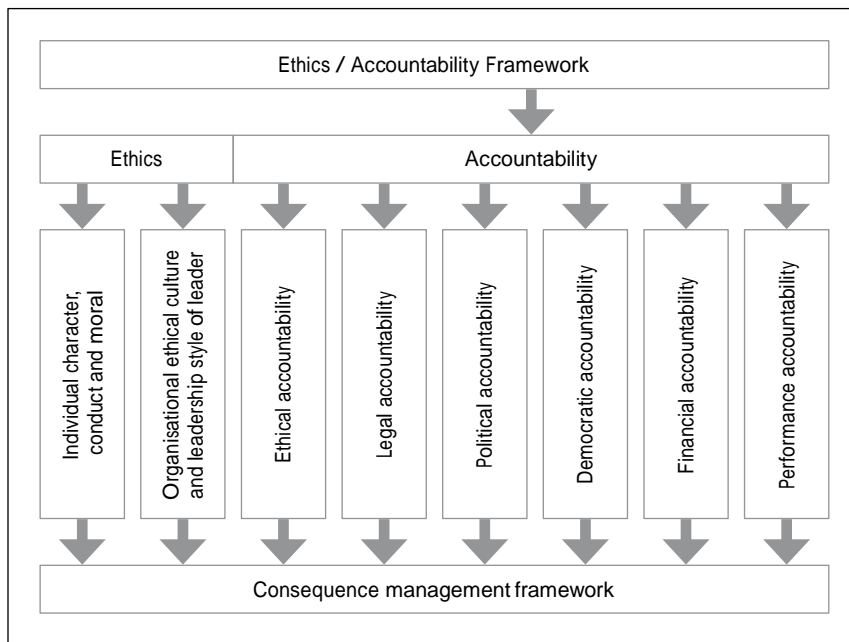 Ethics / Accountability Framework
Ethics
Accountability
Individual character,
conduct and moral
Organisational ethical culture
and leadership style of leader
Ethical accountability
Legal accountability
Political accountability
Democratic accountability
Financial accountability
Performance accountability
Consequence management framework